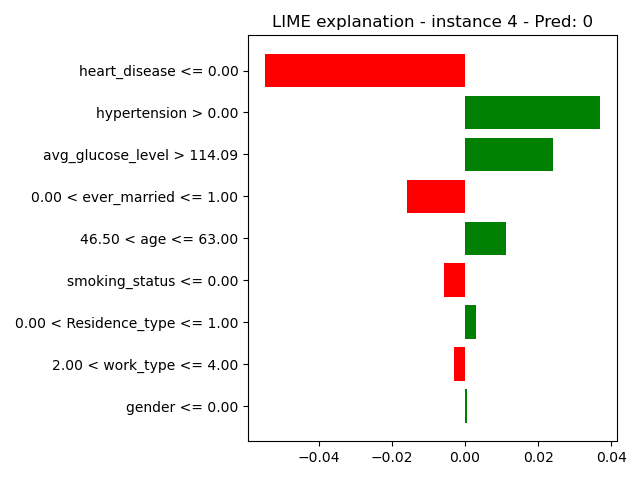 LIME explanation - instance 4 - Pred: 0
heart_disease <= 0.00
hypertension > 0.00
avg_glucose_level > 114.09
0.00 < ever_married <= 1.00
46.50 < age <= 63.00
smoking_status <= 0.00
0.00 < Residence_type <= 1.00
2.00 < work_type <= 4.00
gender <= 0.00
−0.04 −0.02 0.00 0.02 0.04